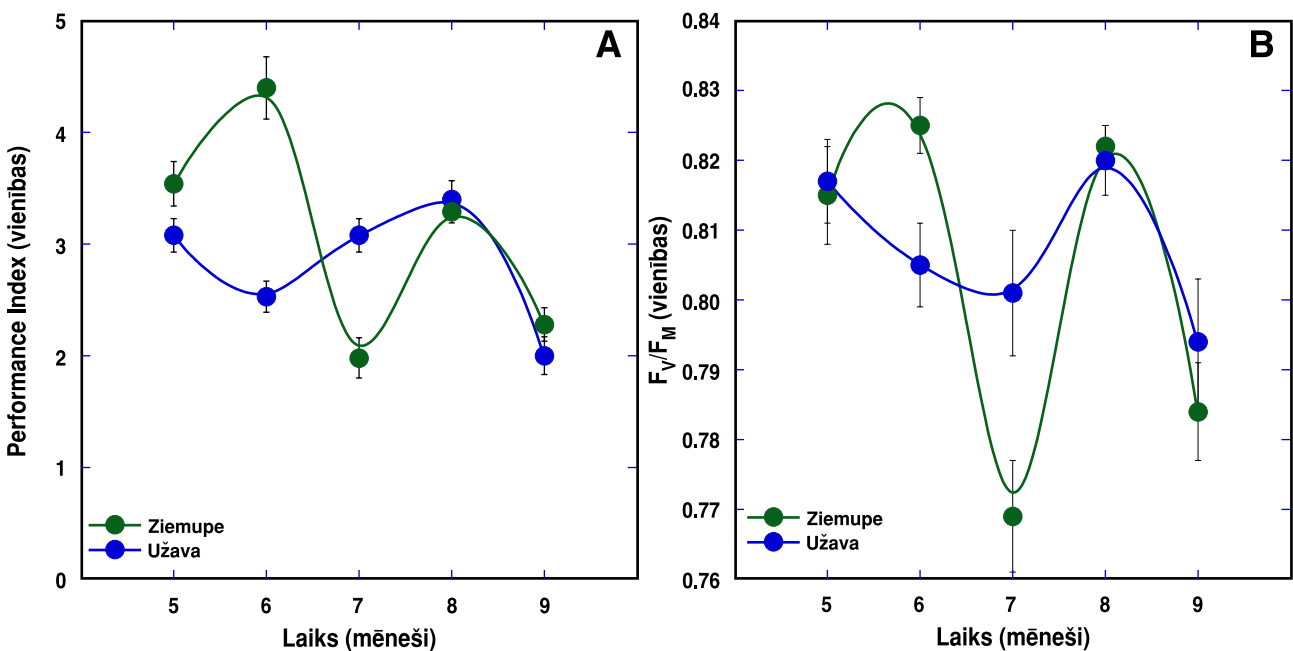 A
Performance Index (vienības)
5
4
3
2
1
0
Ziemupe
Užava
5 6 7 8 9
Laiks (mēneši)
B
FV/FM (vienības)
0.84
0.83
0.82
0.81
0.80
0.79
0.78
0.77
0.76
Ziemupe
Užava
5 6 7 8 9
Laiks (mēneši)